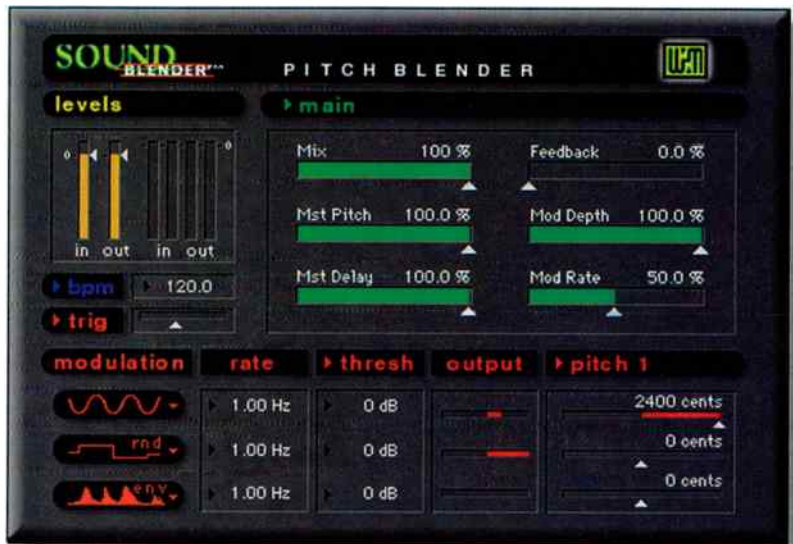 SOUND
BLENDER
PITCH BLENDER
levels
main
0
0
in out in out
Mix 100 %
Feedback 0.0 %
Mst Pitch 100.0 %
Mod Depth 100.0 %
Mst Delay 100.0 %
Mod Rate 50.0 %
bpm 120.0
trig
modulation rate thresh output pitch 1
1.00 Hz 0 dB 2400 cents
rnd 1.00 Hz 0 dB 0 cents
env 1.00 Hz 0 dB 0 cents